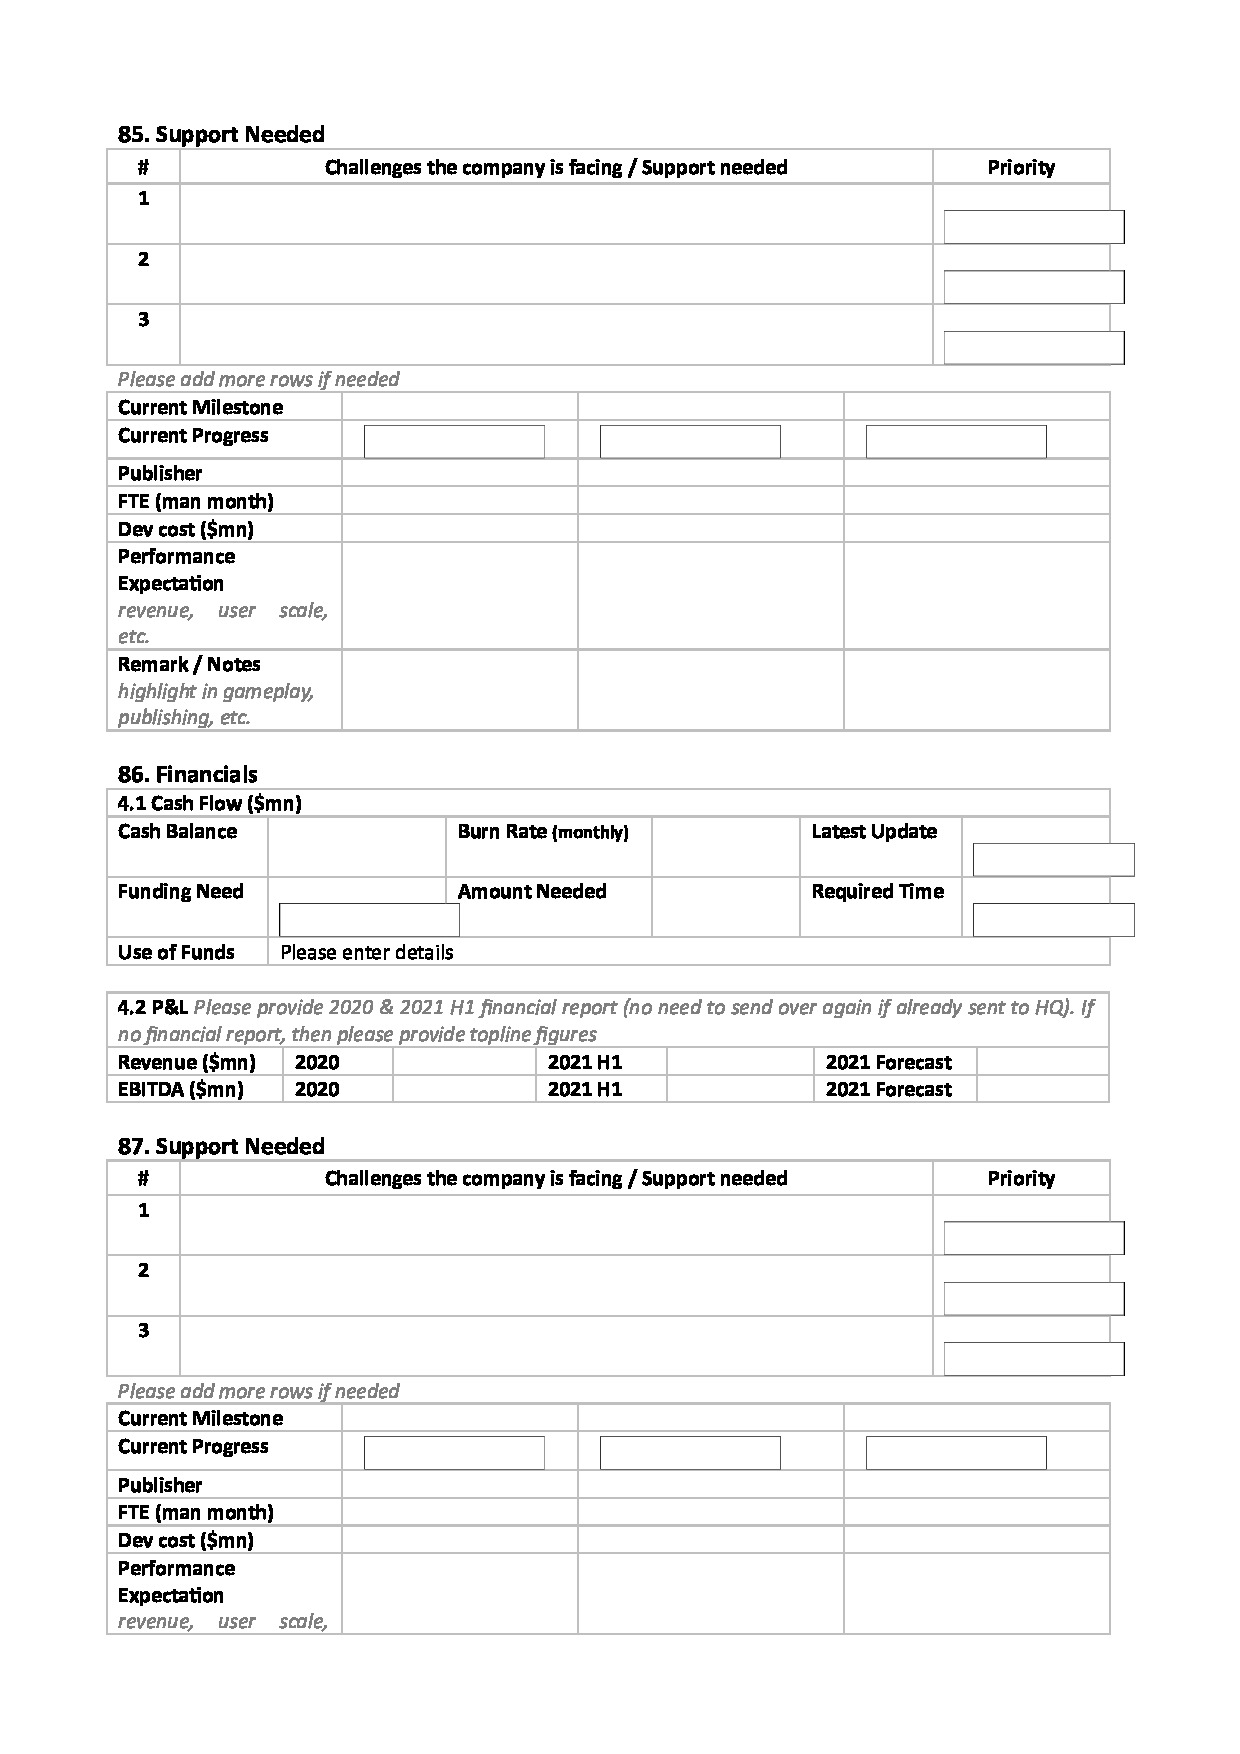 85. Support Needed
# Challenges the company is facing / Support needed Priority
1
2
3
Please add more rows if needed
Current Milestone
Current Progress
Publisher
FTE (man month)
Dev cost ($mn)
Performance
Expectation
revenue, user scale,
etc.
Remark / Notes
highlight in gameplay,
publishing, etc.
86. Financials
4.1 Cash Flow ($mn)
Cash Balance Burn Rate (monthly) Latest Update
Funding Need Amount Needed Required Time
Use of Funds Please enter details
4.2 P&L Please provide 2020 & 2021 H1 financial report (no need to send over again if already sent to HQ). If
no financial report, then please provide topline figures
Revenue ($mn) 2020 2021 H1 2021 Forecast
EBITDA ($mn) 2020 2021 H1 2021 Forecast
87. Support Needed
# Challenges the company is facing / Support needed Priority
1
2
3
Please add more rows if needed
Current Milestone
Current Progress
Publisher
FTE (man month)
Dev cost ($mn)
Performance
Expectation
revenue, user scale,